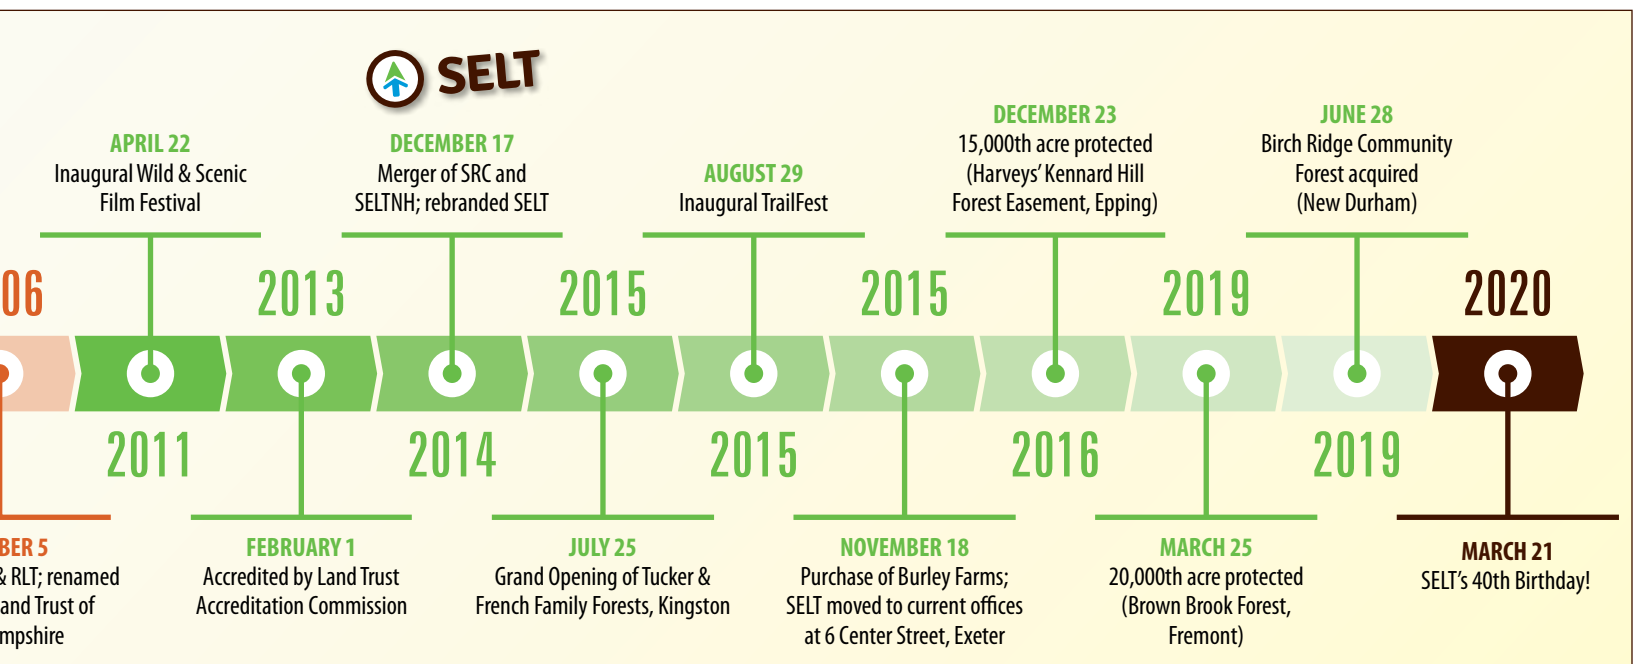 SELT
APRIL 22
Inaugural Wild & Scenic
Film Festival
DECEMBER 17
Merger of SRC and
SELTNH; rebranded SELT
AUGUST 29
Inaugural TrailFest
DECEMBER 23
15,000th acre protected
(Harveys’ Kennard Hill
Forest Easement, Epping)
JUNE 28
Birch Ridge Community
Forest acquired
(New Durham)
06
2013
2015
2015
2019
2020
2011
2014
2015
2016
2019
BER 5
& RLT; renamed
and Trust of
mpshire
FEBRUARY 1
Accredited by Land Trust
Accreditation Commission
JULY 25
Grand Opening of Tucker &
French Family Forests, Kingston
NOVEMBER 18
Purchase of Burley Farms;
SELT moved to current offices
at 6 Center Street, Exeter
MARCH 25
20,000th acre protected
(Brown Brook Forest,
Fremont)
MARCH 21
SELT’s 40th Birthday!